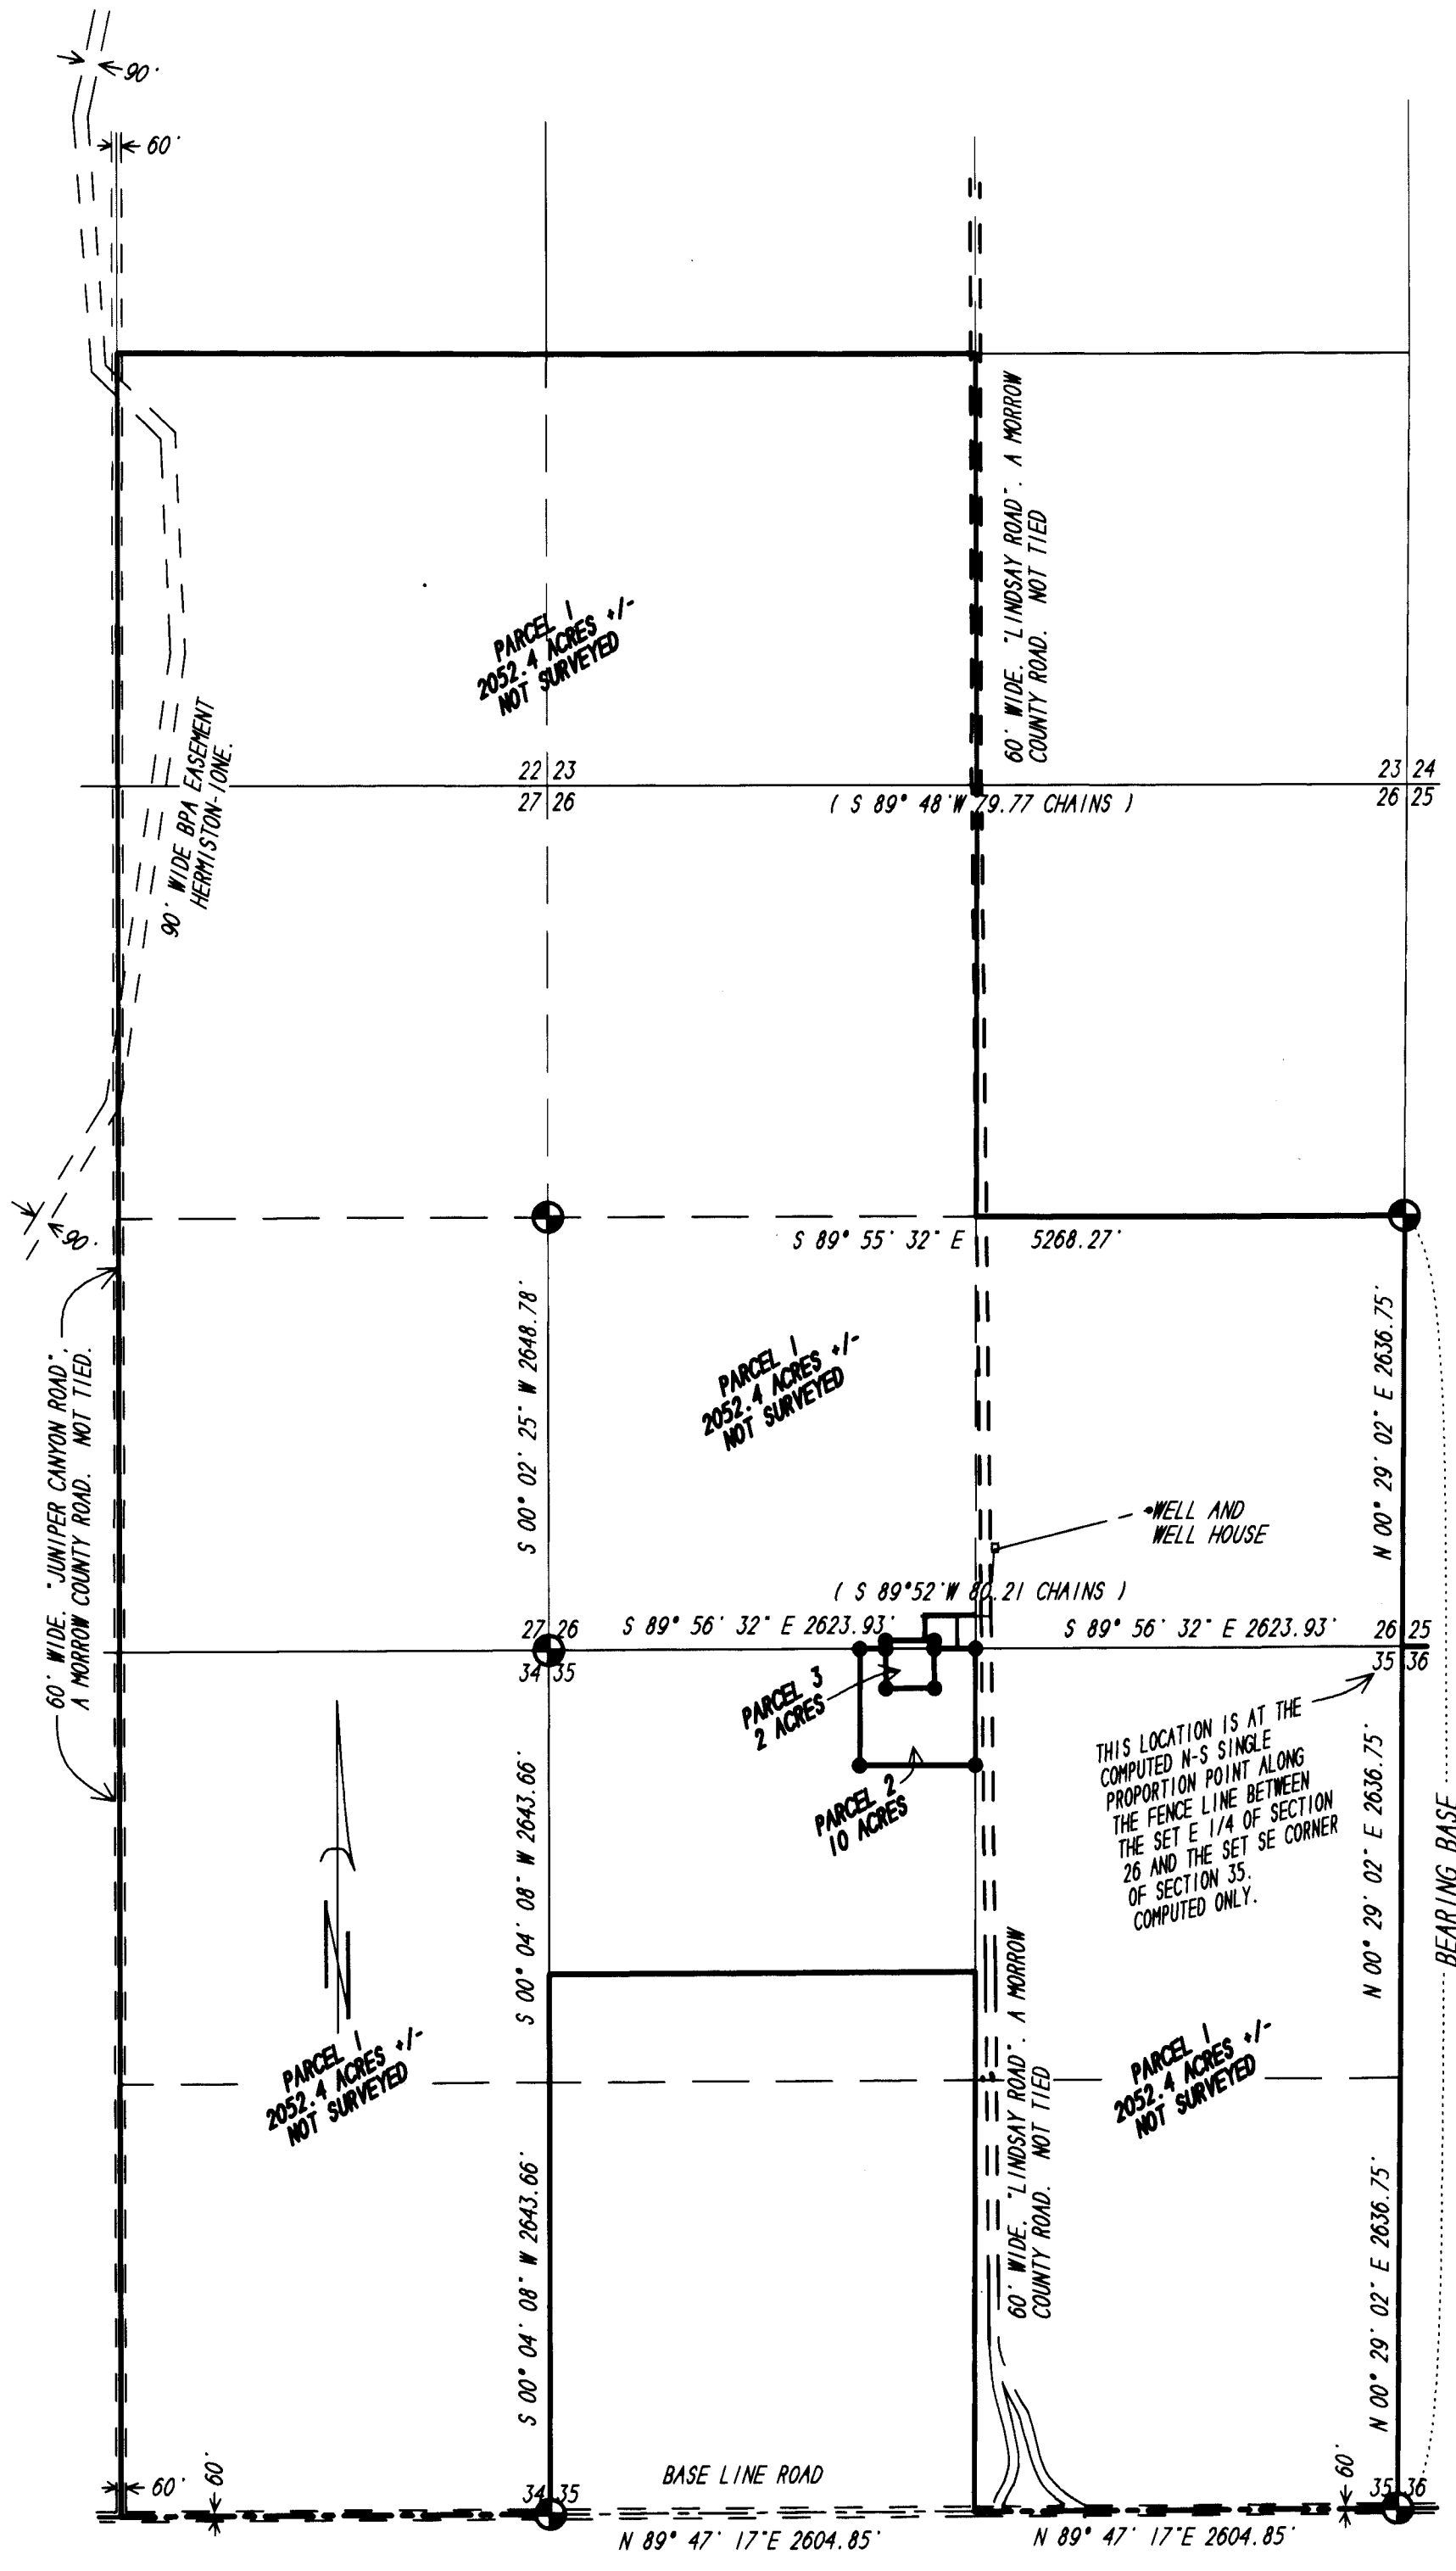 90'
60'
60' WIDE. "LINDSAY ROAD". A MORROW
COUNTY ROAD. NOT TIED
PARCEL 1
2052.4 ACRES +/-
NOT SURVEYED
90' WIDE BPA EASEMENT
HERMISTON-IONE.
22 23
27 26
( S 89° 48' W 79.77 CHAINS )
23 24
26 25
90'
S 89° 55' 32" E 5268.27'
S 00° 02' 25" W 2648.78'
N 00° 29' 02" E 2636.75'
60' WIDE. "JUNIPER CANYON ROAD".
A MORROW COUNTY ROAD. NOT TIED.
PARCEL 1
2052.4 ACRES +/-
NOT SURVEYED
WELL AND
WELL HOUSE
( S 89°52'W 80.21 CHAINS )
27 26
34 35
S 89° 56' 32" E 2623.93'
S 89° 56' 32" E 2623.93'
26 25
35 36
PARCEL 3
2 ACRES
PARCEL 2
10 ACRES
THIS LOCATION IS AT THE
COMPUTED N-S SINGLE
PROPORTION POINT ALONG
THE FENCE LINE BETWEEN
THE SET E 1/4 OF SECTION
26 AND THE SET SE CORNER
OF SECTION 35.
COMPUTED ONLY.
S 00° 04' 08" W 2643.66'
N 00° 29' 02" E 2636.75'
BEARING BASE
N
PARCEL 1
2052.4 ACRES +/-
NOT SURVEYED
60' WIDE. "LINDSAY ROAD". A MORROW
COUNTY ROAD. NOT TIED
PARCEL 1
2052.4 ACRES +/-
NOT SURVEYED
S 00° 04' 08" W 2643.66'
N 00° 29' 02" E 2636.75'
60'
60'
34 35
BASE LINE ROAD
60'
35 36
N 89° 47' 17"E 2604.85'
N 89° 47' 17"E 2604.85'